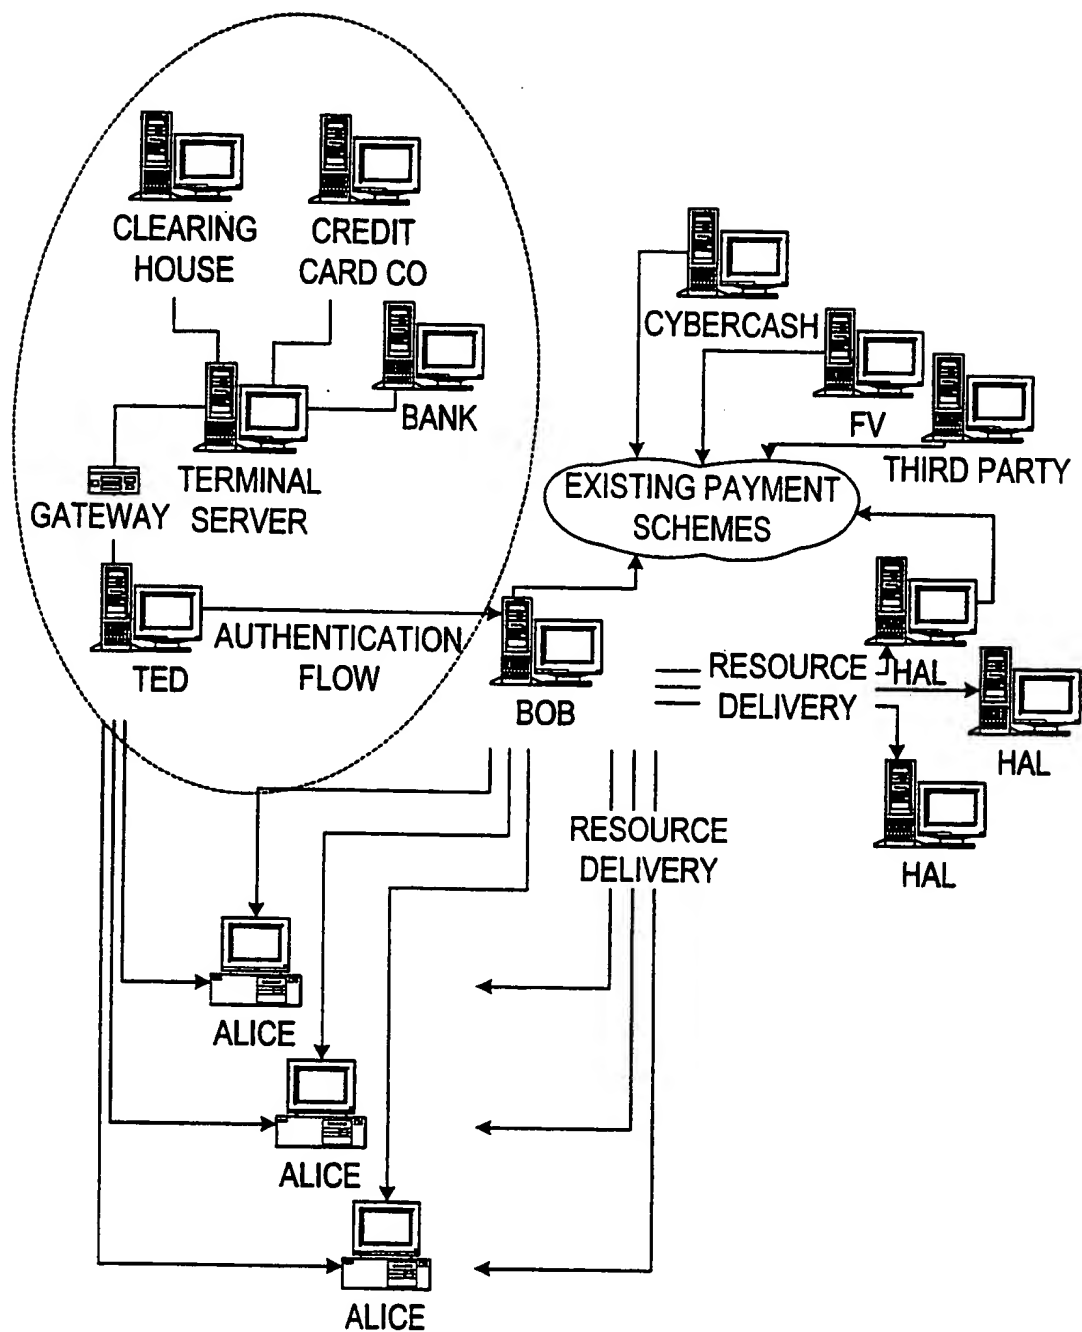 CLEARING
HOUSE
CREDIT
CARD CO
CYBERCASH
BANK
FV
THIRD PARTY
TERMINAL
SERVER
GATEWAY
EXISTING PAYMENT
SCHEMES
TED
AUTHENTICATION
FLOW
BOB
RESOURCE
DELIVERY
HAL
HAL
HAL
RESOURCE
DELIVERY
ALICE
ALICE
ALICE